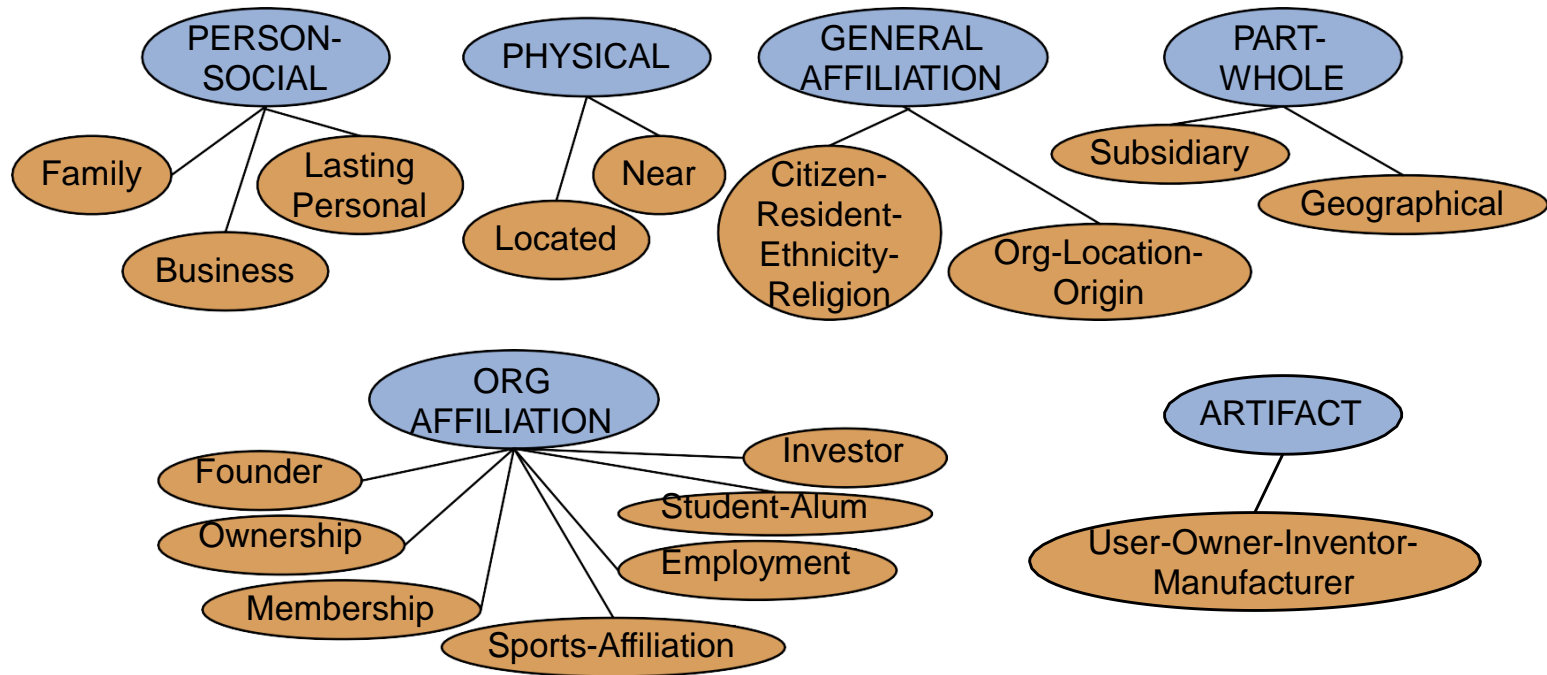 PERSON-
SOCIAL
PHYSICAL
GENERAL
AFFILIATION
PART-
WHOLE
Family
Lasting
Personal
Business
Near
Located
Citizen-
Resident-
Ethnicity-
Religion
Org-Location-
Origin
Subsidiary
Geographical
ORG
AFFILIATION
Founder
Ownership
Membership
Sports-Affiliation
Employment
Student-Alum
Investor
ARTIFACT
User-Owner-Inventor-
Manufacturer